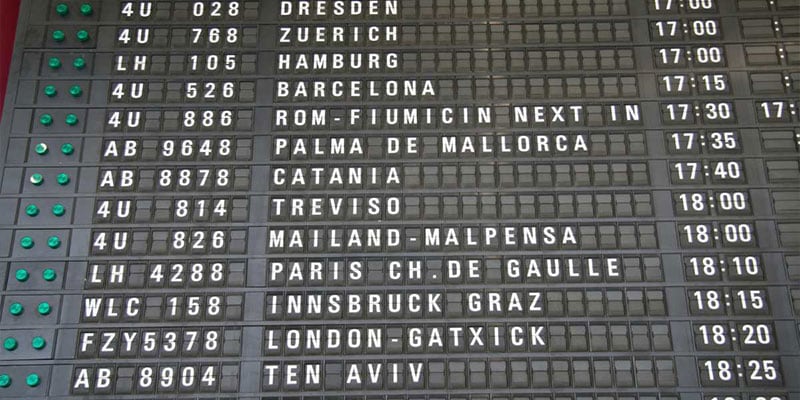 4U 028 DRESDEN 17:00
4U 768 ZUERICH 17:00
LH 105 HAMBURG 17:00
4U 526 BARCELONA 17:15
4U 886 ROM-FIUMICIN NEXT IN 17:30 17:
AB 9648 PALMA DE MALLORCA 17:35
AB 8878 CATANIA 17:40
4U 814 TREVISO 18:00
4U 826 MAILAND-MALPENSA 18:00
LH 4288 PARIS CH.DE GAULLE 18:10
WLC 158 INNSBRUCK GRAZ 18:15
FZY5378 LONDON-GATXICK 18:20
AB 8904 TEN AVIV 18:25